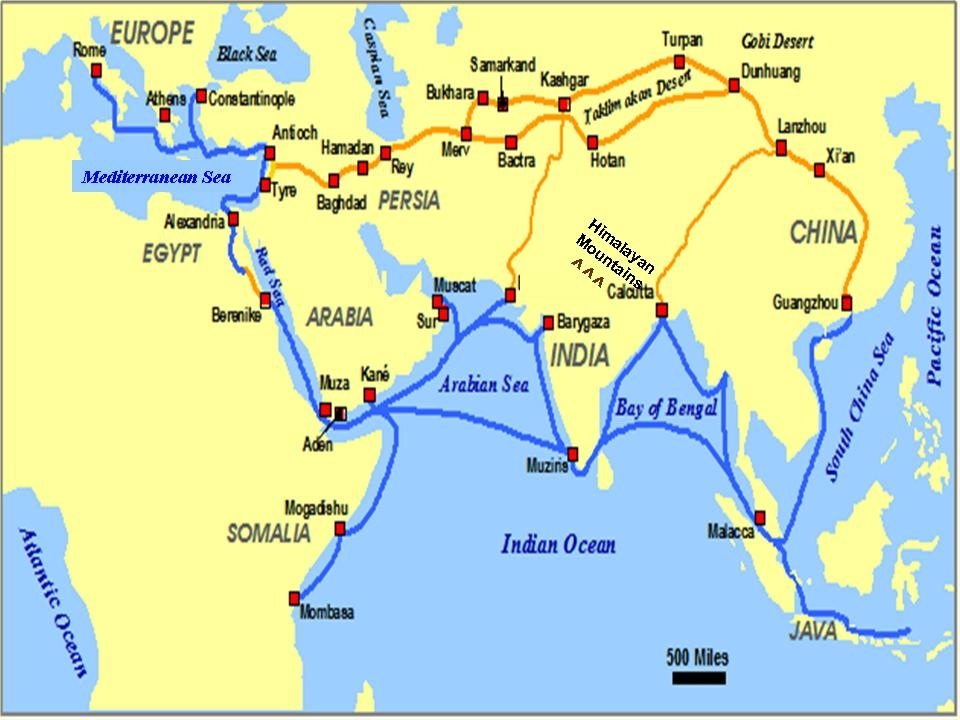 EUROPE
Rome
Black Sea
Caspian Sea
Turpan
Gobi Desert
Samarkand
Kashgar
Dunhuang
Taklim akan Desert
Bukhara
Athens
Constantinople
Antioch
Hamadan
Rey
Merv
Bactra
Hotan
Lanzhou
Xi'an
Mediterranean Sea
Tyre
Baghdad
PERSIA
Alexandria
EGYPT
Red Sea
Himalayan
Mountains
^^^
CHINA
Pacific Ocean
Berenike
ARABIA
Muscat
Sur
Calcutta
Guangzhou
Barygaza
INDIA
Muza
Kané
Arabian Sea
Bay of Bengal
South China Sea
Aden
Muziris
Mogadishu
SOMALIA
Indian Ocean
Malacca
Atlantic Ocean
Mombasa
JAVA
500 Miles